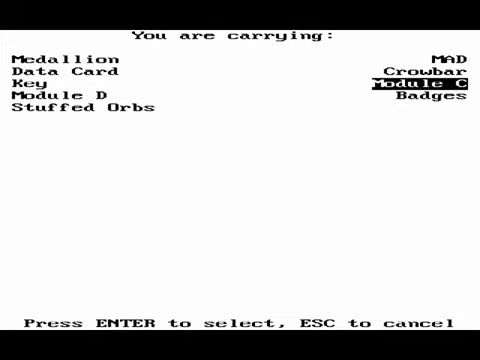 You are carrying:
Medallion MAD
Data Card Crowbar
Key Module C
Module D Badges
Stuffed Orbs
Press ENTER to select, ESC to cancel